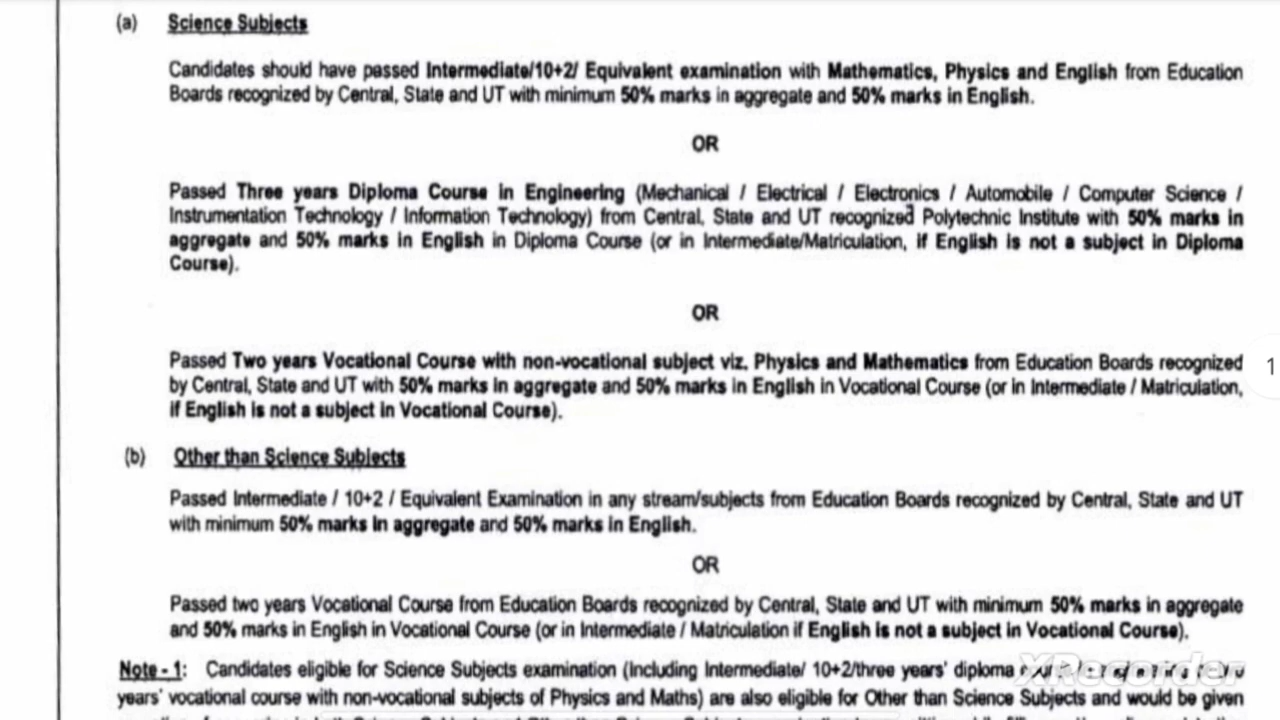 (a) Science Subjects
Candidates should have passed Intermediate/10+2/ Equivalent examination with Mathematics, Physics and English from Education
Boards recognized by Central, State and UT with minimum 50% marks in aggregate and 50% marks in English.
OR
Passed Three years Diploma Course in Engineering (Mechanical / Electrical / Electronics / Automobile / Computer Science /
Instrumentation Technology / Information Technology) from Central, State and UT recognized Polytechnic Institute with 50% marks in
aggregate and 50% marks in English in Diploma Course (or in Intermediate/Matriculation, if English is not a subject in Diploma
Course).
OR
Passed Two years Vocational Course with non-vocational subject viz. Physics and Mathematics from Education Boards recognized
by Central, State and UT with 50% marks in aggregate and 50% marks in English in Vocational Course (or in Intermediate / Matriculation,
if English is not a subject in Vocational Course).
1
(b) Other than Science Subjects
Passed Intermediate / 10+2 / Equivalent Examination in any stream/subjects from Education Boards recognized by Central, State and UT
with minimum 50% marks in aggregate and 50% marks in English.
OR
Passed two years Vocational Course from Education Boards recognized by Central, State and UT with minimum 50% marks in aggregate
and 50% marks in English in Vocational Course (or in Intermediate / Matriculation if English is not a subject in Vocational Course).
Note - 1: Candidates eligible for Science Subjects examination (Including Intermediate/ 10+2/three years' diploma
XRecorder
years' vocational course with non-vocational subjects of Physics and Maths) are also eligible for Other than Science Subjects and would be given